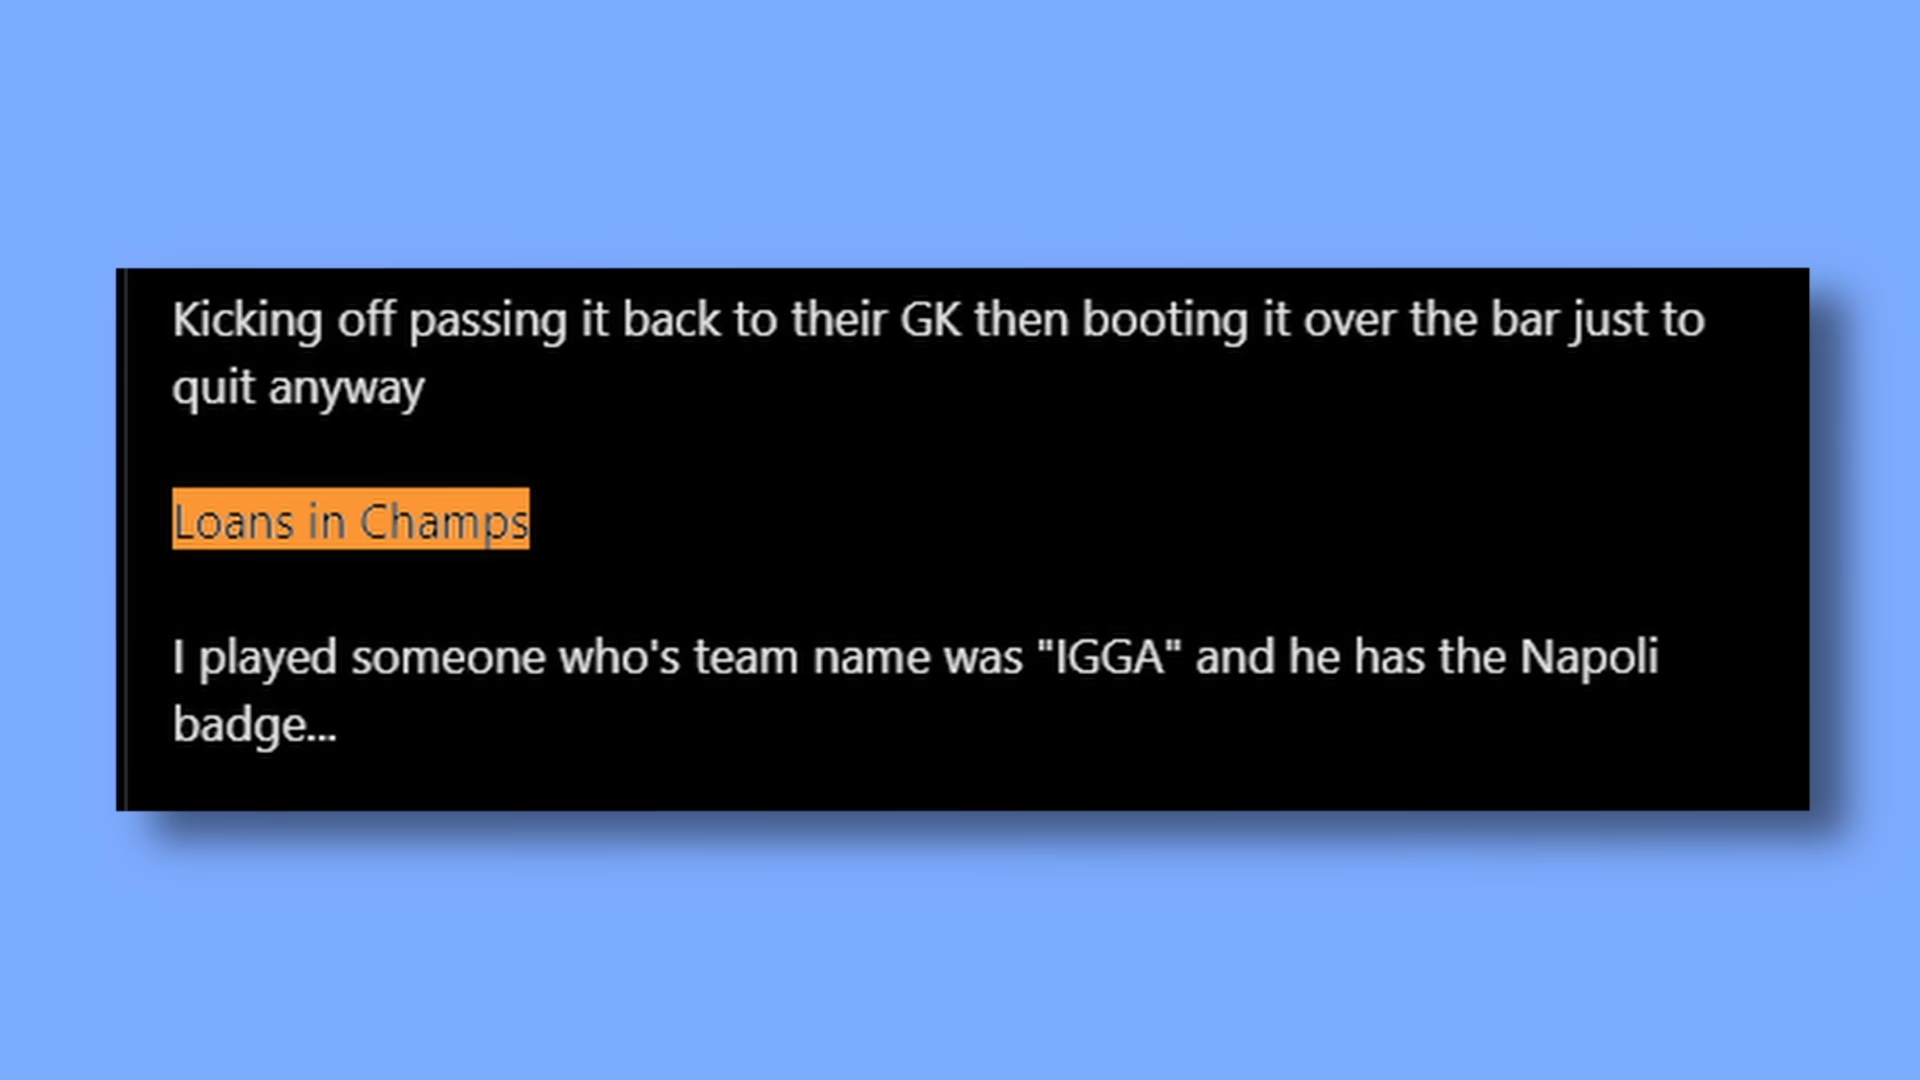 Kicking off passing it back to their GK then booting it over the bar just to
quit anyway
Loans in Champs
I played someone who's team name was "IGGA" and he has the Napoli
badge...